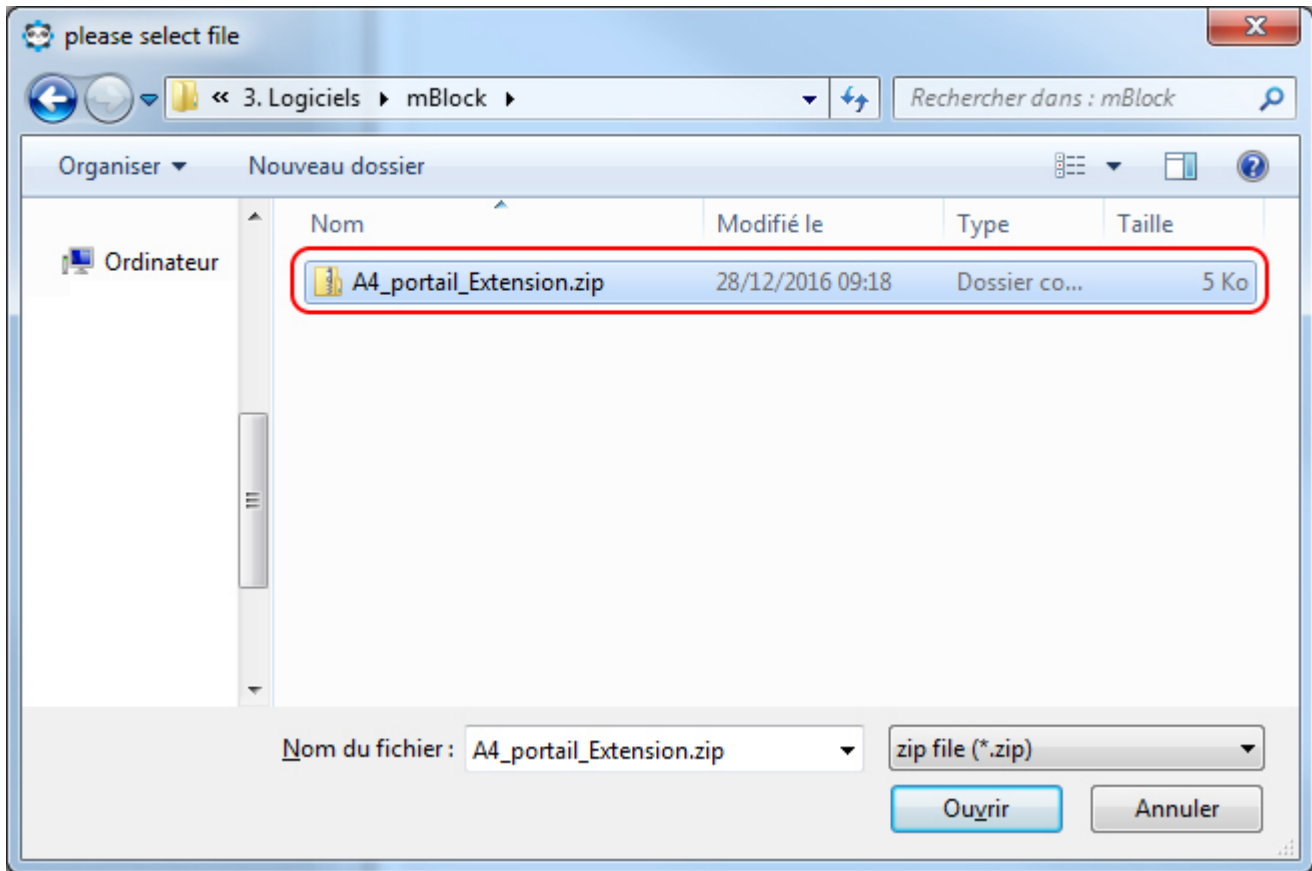 please select file
« 3. Logiciels mBlock Rechercher dans : mBlock
Organiser Nouveau dossier
Nom Modifié le Type Taille
Ordinateur
A4_portail_Extension.zip 28/12/2016 09:18 Dossier co... 5 Ko
Nom du fichier : A4_portail_Extension.zip zip file (*.zip)
Ouvrir Annuler